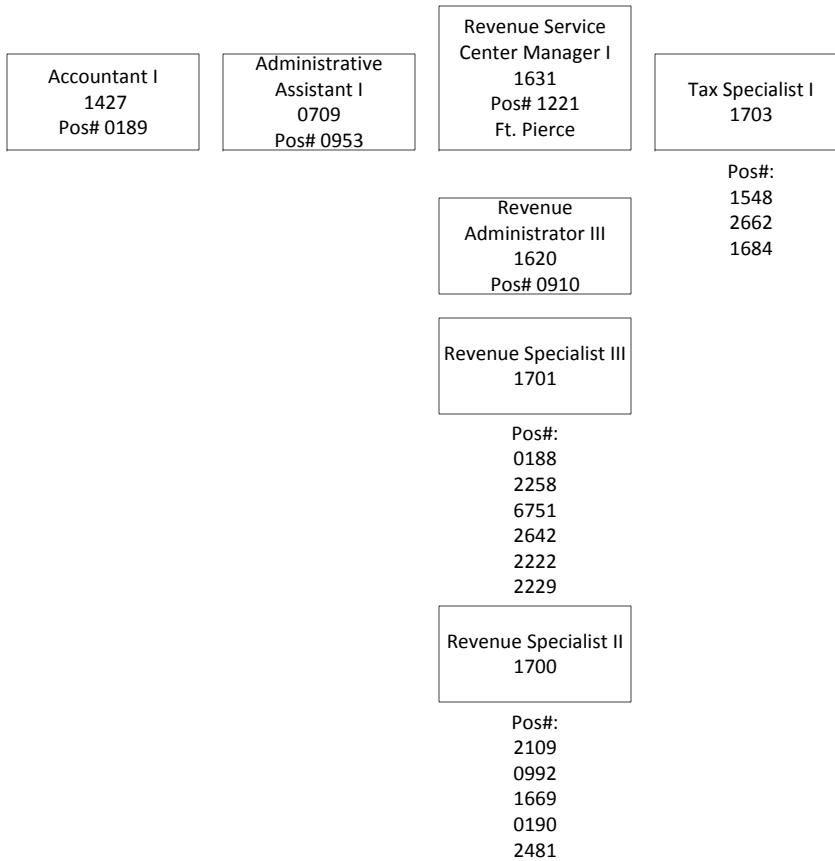 Accountant I
1427
Pos# 0189
Administrative
Assistant I
0709
Pos# 0953
Revenue Service
Center Manager I
1631
Pos# 1221
Ft. Pierce
Tax Specialist I
1703
Pos#:
1548
2662
1684
Revenue
Administrator III
1620
Pos# 0910
Revenue Specialist III
1701
Pos#:
0188
2258
6751
2642
2222
2229
Revenue Specialist II
1700
Pos#:
2109
0992
1669
0190
2481